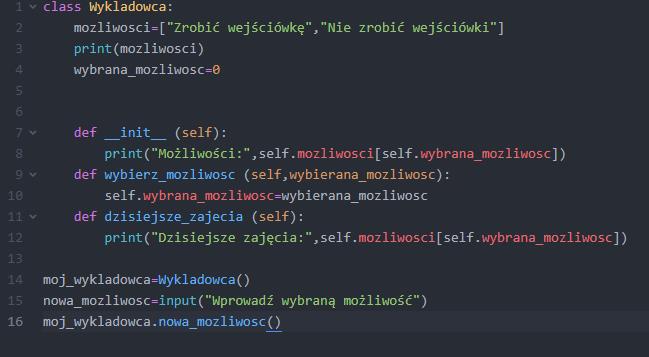 1 class Wykladowca:
2     mozliwosci=["Zrobić wejściówkę","Nie zrobić wejściówki"]
3     print(mozliwosci)
4     wybrana_mozliwosc=0
5
6
7     def __init__ (self):
8         print("Możliwości:",self.mozliwosci[self.wybrana_mozliwosc])
9     def wybierz_mozliwosc (self,wybierana_mozliwosc):
10         self.wybrana_mozliwosc=wybierana_mozliwosc
11     def dzisiejsze_zajecia (self):
12         print("Dzisiejsze zajęcia:",self.mozliwosci[self.wybrana_mozliwosc])
13
14 moj_wykladowca=Wykladowca()
15 nowa_mozliwosc=input("Wprowadź wybraną możliwość")
16 moj_wykladowca.nowa_mozliwosc()